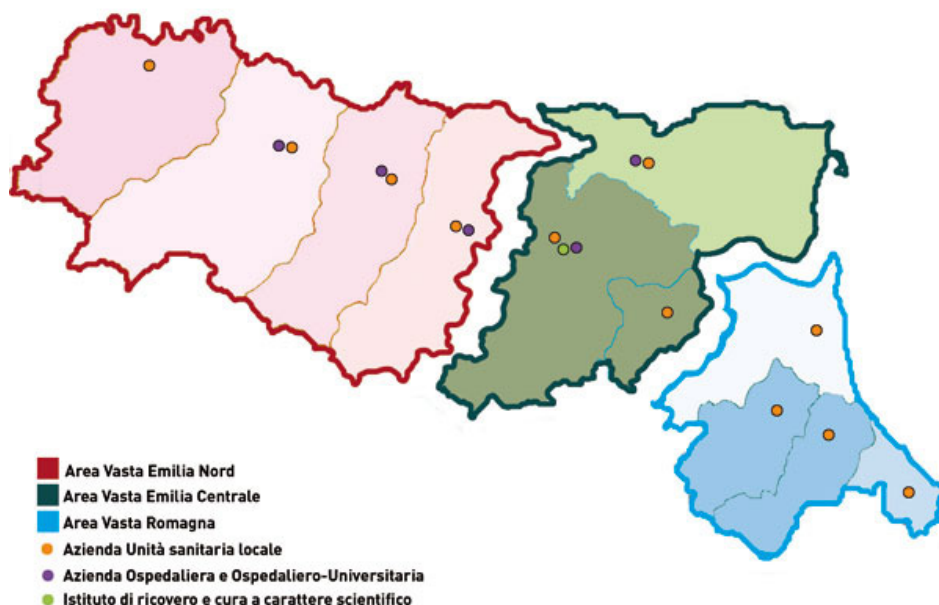 Area Vasta Emilia Nord
Area Vasta Emilia Centrale
Area Vasta Romagna
Azienda Unità sanitaria locale
Azienda Ospedaliera e Ospedaliero-Universitaria
Istituto di ricovero e cura a carattere scientifico